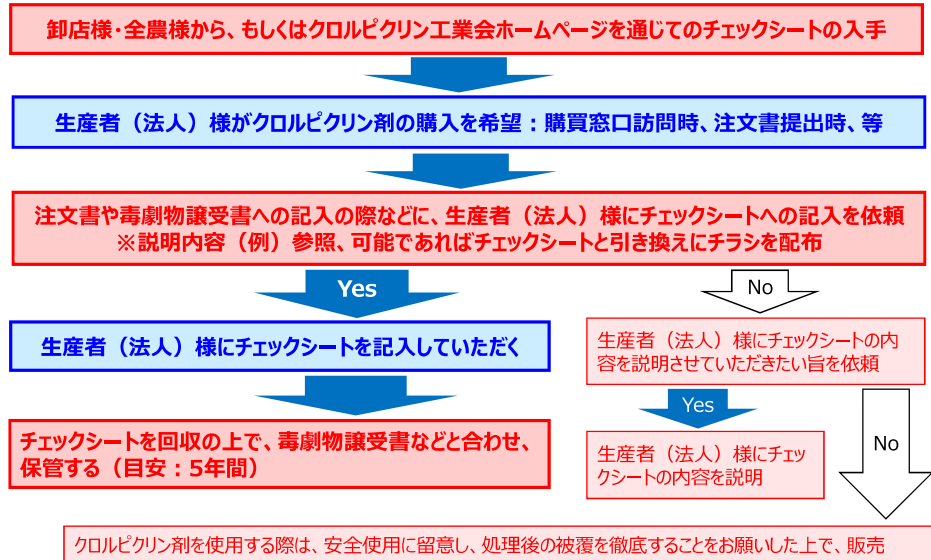 卸店様・全農様から、もしくはクロルピクリン工業会ホームページを通じてのチェックシートの入手
生産者（法人）様がクロルピクリン剤の購入を希望：購買窓口訪問時、注文書提出時、等
注文書や毒劇物譲受書への記入の際などに、生産者（法人）様にチェックシートへの記入を依頼
※説明内容（例）参照、可能であればチェックシートと引き換えにチラシを配布
Yes
No
生産者（法人）様にチェックシートを記入していただく
生産者（法人）様にチェックシートの内
容を説明させていただきたい旨を依頼
Yes
No
チェックシートを回収の上で、毒劇物譲受書などと合わせ、
保管する（目安：5年間）
生産者（法人）様にチェッ
クシートの内容を説明
クロルピクリン剤を使用する際は、安全使用に留意し、処理後の被覆を徹底することをお願いした上で、販売